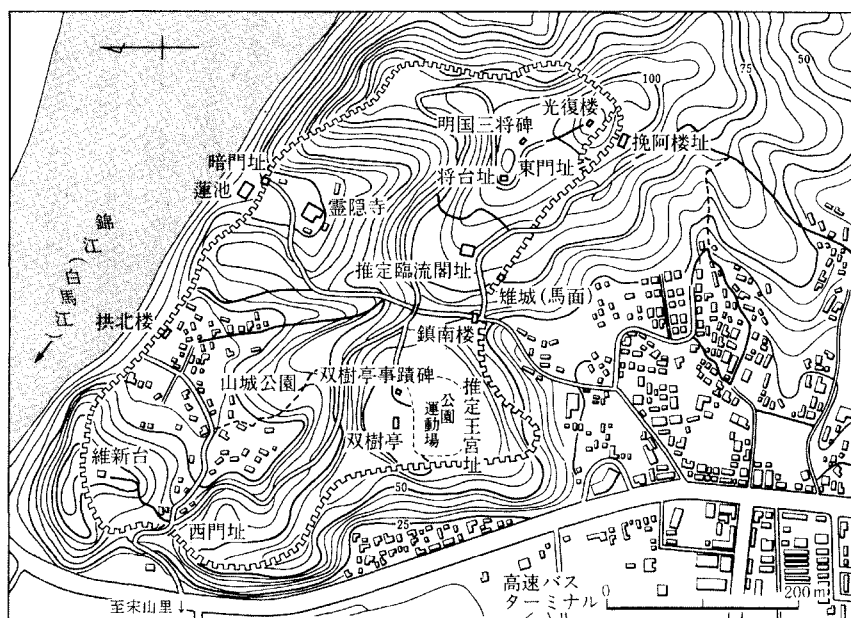 50
75
100
光復楼
明国三将碑
挽阿楼址
東門址
将台址
暗門址
蓮池
霊隠寺
錦江(白馬江)
推定臨流閣址
雉城(馬面)
拱北楼
鎮南楼
山城公園
双樹亭事蹟碑
公園
運動場
推定王宮址
双樹亭
維新台
50
25
西門址
至宋山里↓
高速バス
ターミナル
0
200m